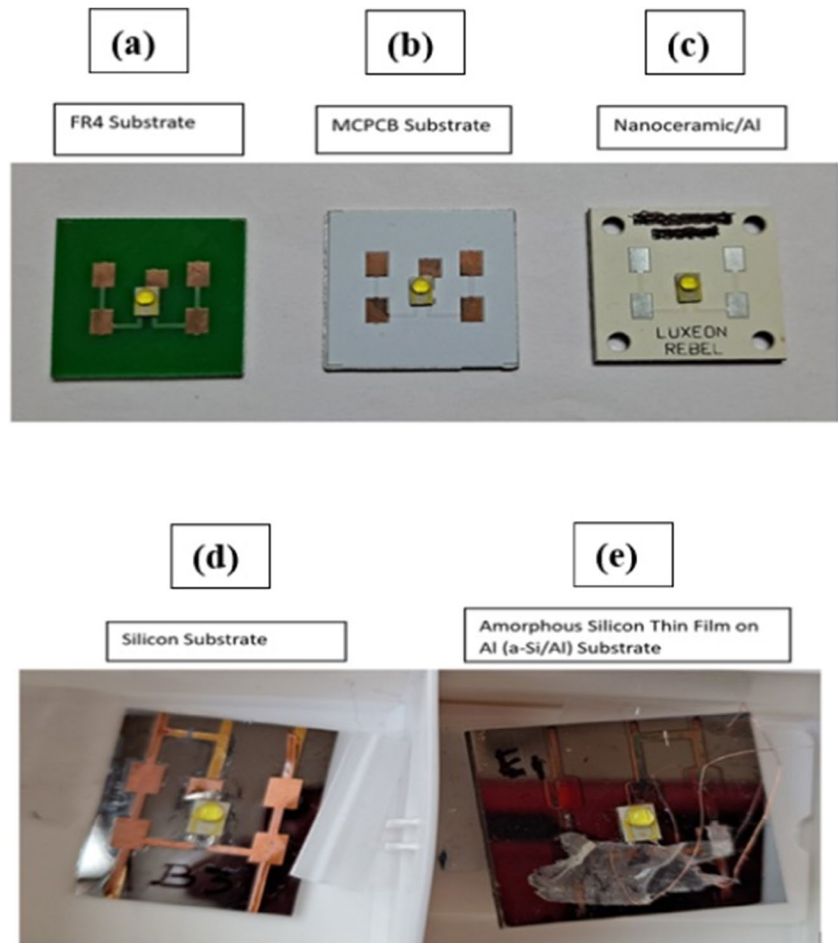 (a)
(b)
(c)
FR4 Substrate
MCPCB Substrate
Nanoceramic/Al
LUXEON
REBEL
(d)
(e)
Silicon Substrate
Amorphous Silicon Thin Film on
Al (a-Si/Al) Substrate
E1